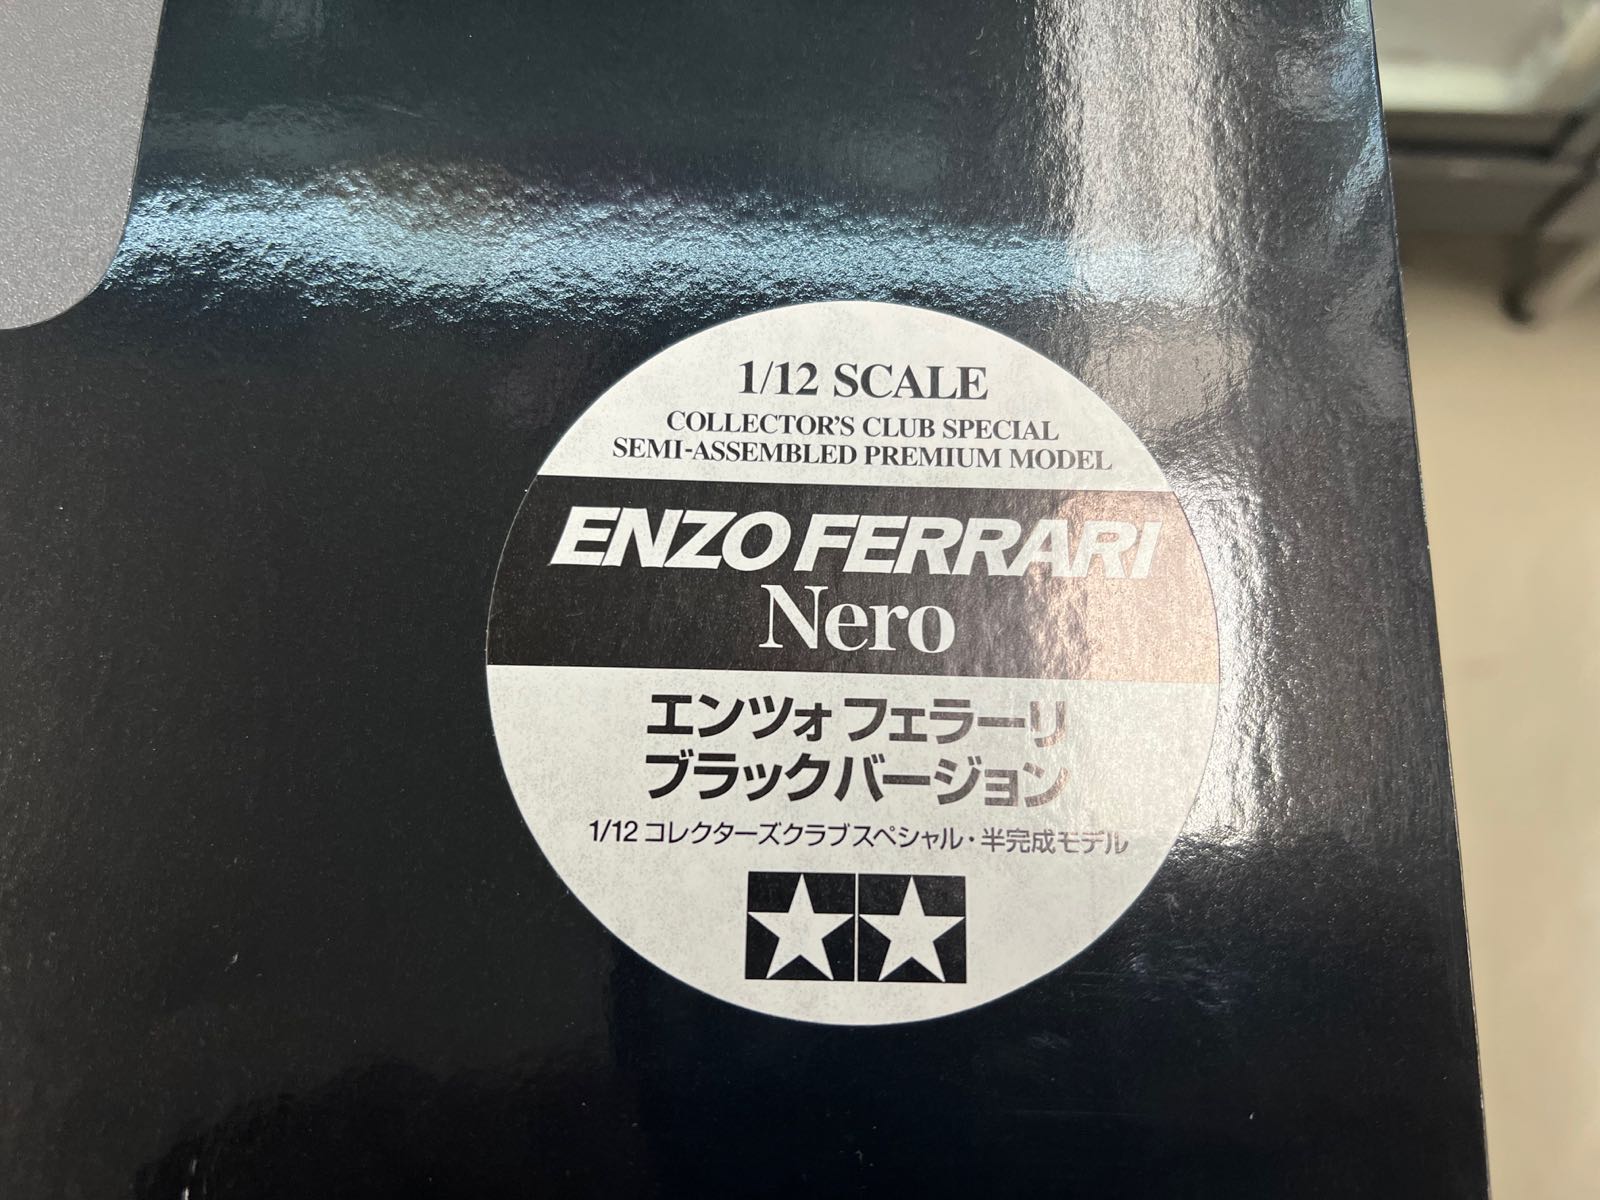 1/12 SCALE
COLLECTOR'S CLUB SPECIAL
SEMI-ASSEMBLED PREMIUM MODEL
ENZO FERRARI
Nero
エンツォ フェラーリ
ブラックバージョン
1/12 コレクターズクラブスペシャル・半完成モデル